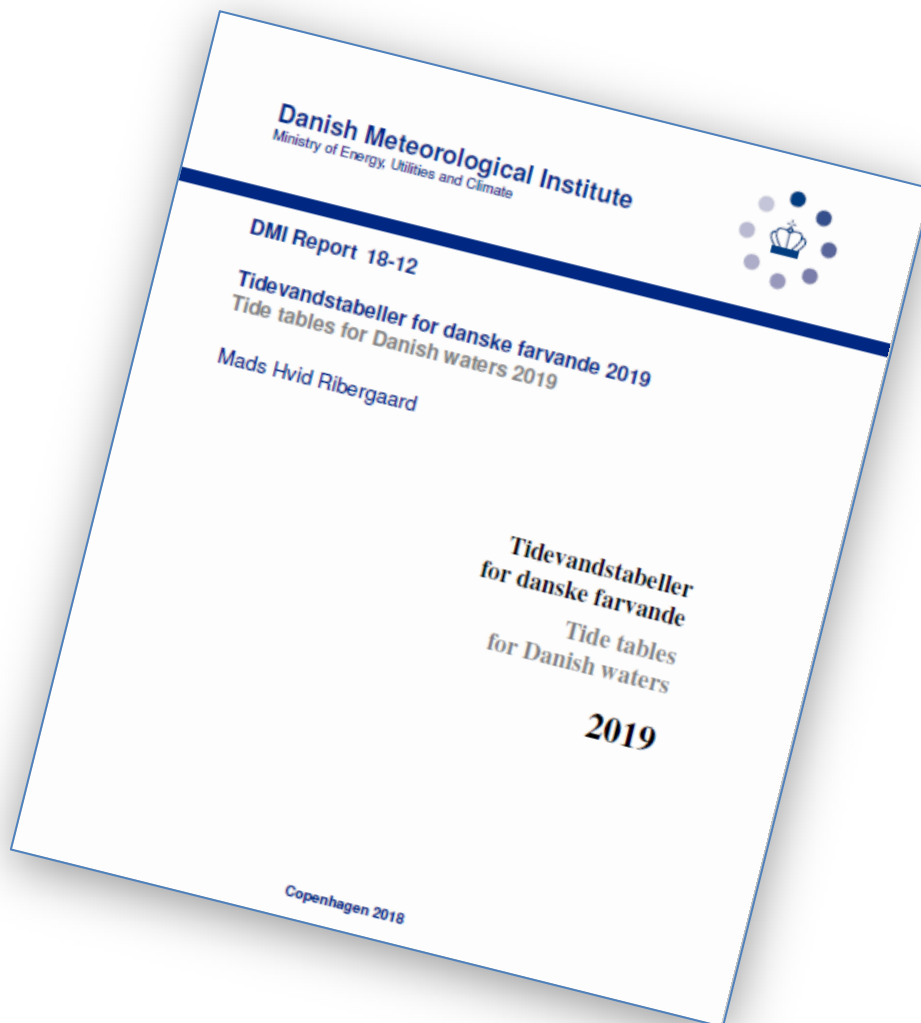 Danish Meteorological Institute
Ministry of Energy, Utilities and Climate
DMI Report 18-12
Tidevandstabeller for danske farvande 2019
Tide tables for Danish waters 2019
Mads Hvid Ribergaard
Tidevandstabeller
for danske farvande
Tide tables
for Danish waters
2019
Copenhagen 2018